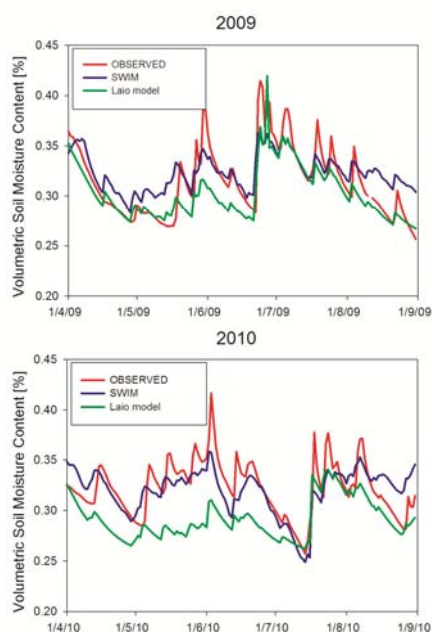 2009
Volumetric Soil Moisture Content [%]
0.45
0.40
0.35
0.30
0.25
0.20
OBSERVED
SWIM
Laio model
1/4/09 1/5/09 1/6/09 1/7/09 1/8/09 1/9/09
2010
Volumetric Soil Moisture Content [%]
0.45
0.40
0.35
0.30
0.25
0.20
OBSERVED
SWIM
Laio model
1/4/10 1/5/10 1/6/10 1/7/10 1/8/10 1/9/10